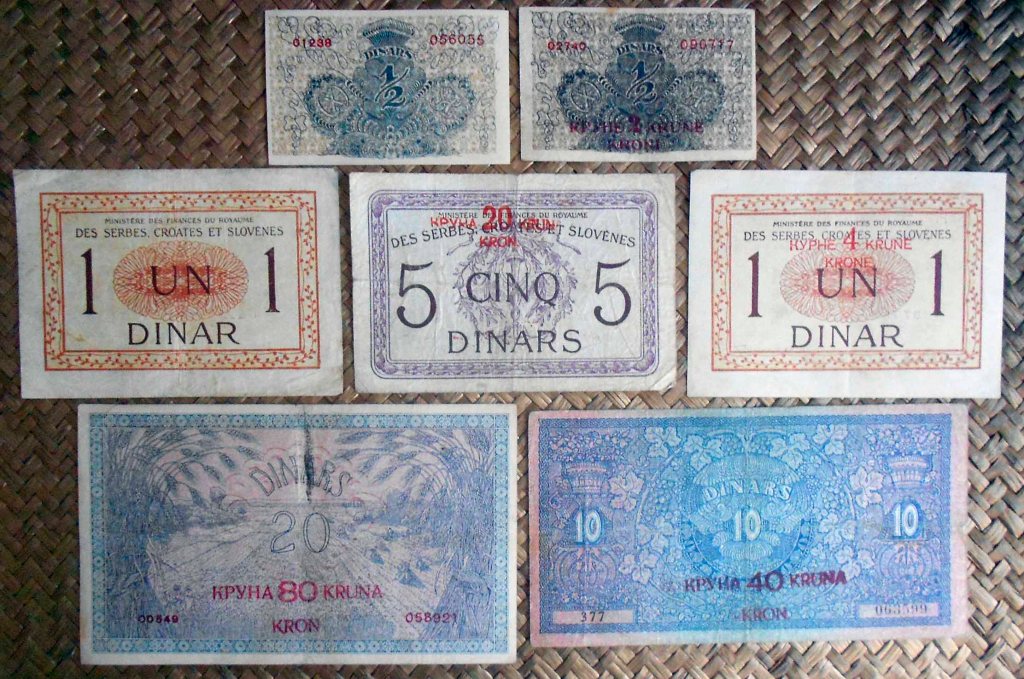 01238 056035
DINARS
1/2
02740 090717
DINARS
1/2
КРУНЕ 2 KRUNE
KRONE
MINISTÈRE DES FINANCES DU ROYAUME
DES SERBES, CROATES ET SLOVÈNES
1 UN 1
DINAR
MINISTÈRE DES FINANCES DU ROYAUME
КРУНА 20 KRUNA
DES SERBES, CROATES ET SLOVÈNES
KRON
5 CINQ 5
DINARS
MINISTÈRE DES FINANCES DU ROYAUME
DES SERBES, CROATES ET SLOVÈNES
КРУНЕ 4 KRUNE
KRONE
1 UN 1
DINAR
DINARS
20
КРУНА 80 KRUNA
00849 058921
KRON
DINARS
10 10 10
КРУНА 40 KRUNA
KRON
377